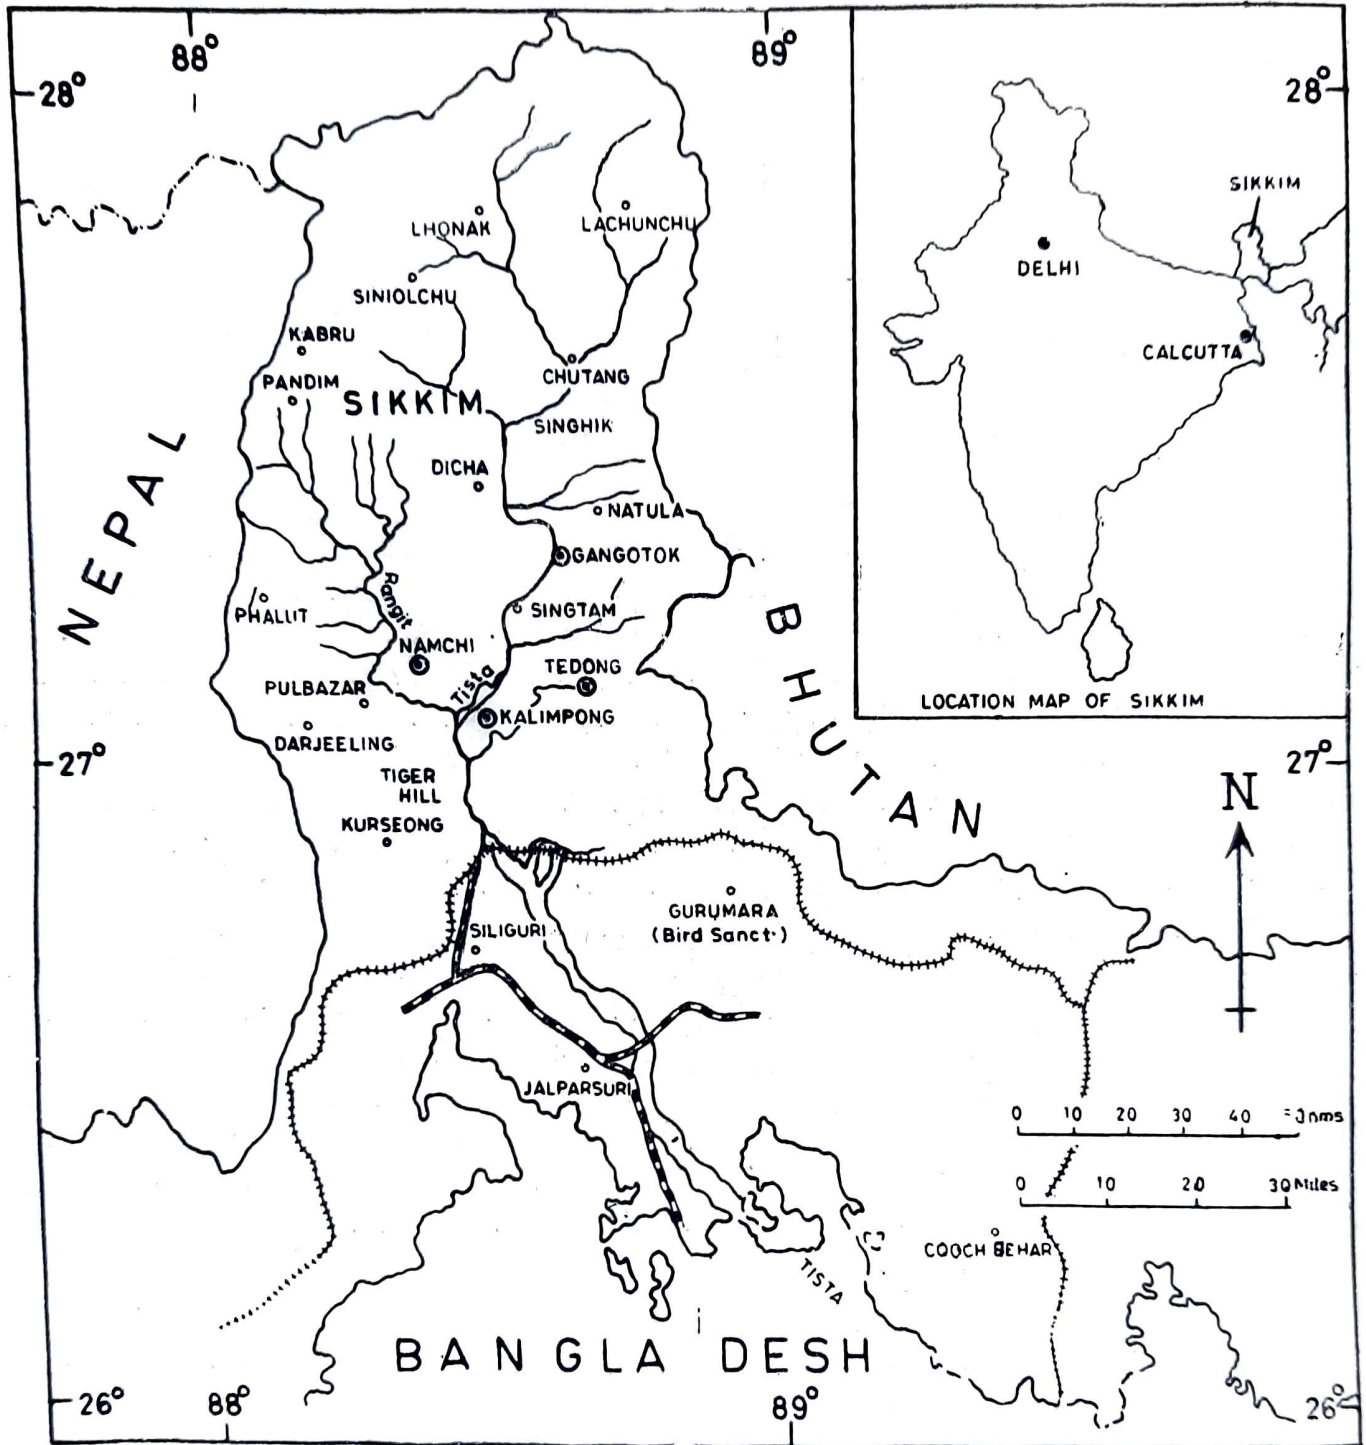 88°
89°
28°
28°
SIKKIM
LHONAK
LACHUNCHU
DELHI
SINIOLCHU
KABRU
CALCUTTA
CHUTANG
PANDIM
SIKKIM
SINGHIK
NEPAL
DICHA
NATULA
GANGOTOK
Rangit
PHALLIT
SINGTAM
BHUTAN
NAMCHI
TEDONG
Tista
PULBAZAR
KALIMPONG
LOCATION MAP OF SIKKIM
DARJEELING
27°
27°
TIGER
HILL
N
KURSEONG
GURUMARA
(Bird Sanct.)
SILIGURI
JALPARSURI
0 10 20 30 40
0 10 20 30 Miles
COOCH BEHAR
TISTA
BANGLA DESH
26°
88°
89°
26°